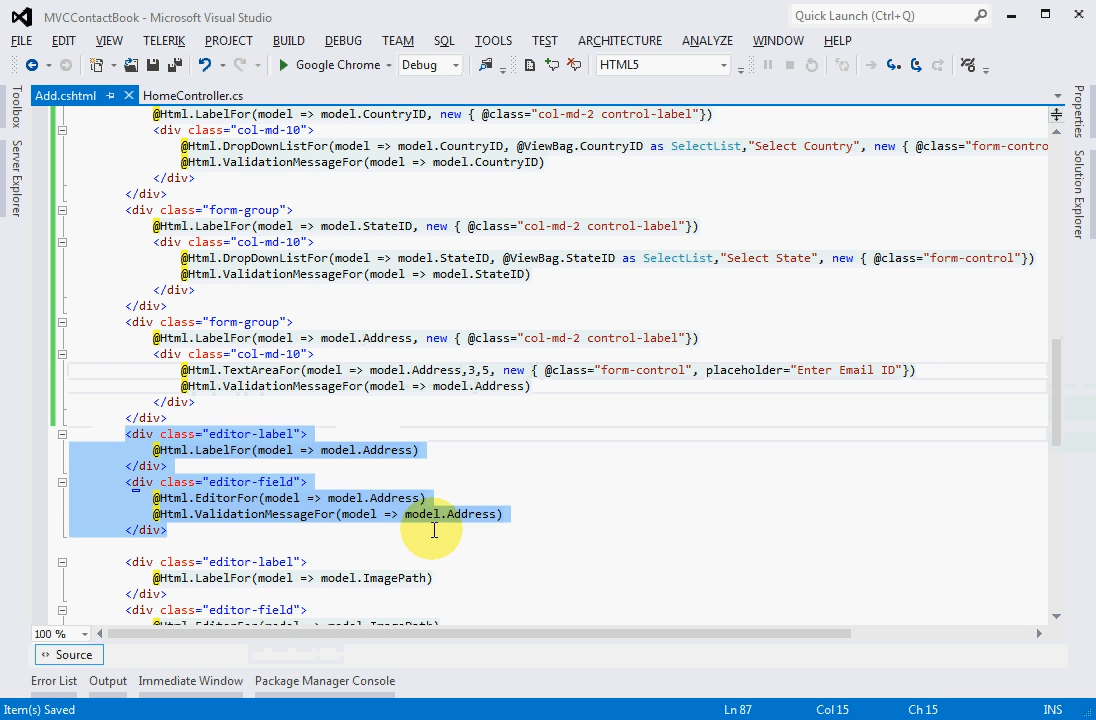 MVCContactBook - Microsoft Visual Studio
Quick Launch (Ctrl+Q)
FILE EDIT VIEW TELERIK PROJECT BUILD DEBUG TEAM SQL TOOLS TEST ARCHITECTURE ANALYZE WINDOW HELP
Google Chrome Debug HTML5
Toolbox
Server Explorer
Properties
Solution Explorer
Add.cshtml HomeController.cs
@Html.LabelFor(model => model.CountryID, new { @class="col-md-2 control-label"})
<div class="col-md-10">
@Html.DropDownListFor(model => model.CountryID, @ViewBag.CountryID as SelectList,"Select Country", new { @class="form-contro
@Html.ValidationMessageFor(model => model.CountryID)
</div>
</div>
<div class="form-group">
@Html.LabelFor(model => model.StateID, new { @class="col-md-2 control-label"})
<div class="col-md-10">
@Html.DropDownListFor(model => model.StateID, @ViewBag.StateID as SelectList,"Select State", new { @class="form-control"})
@Html.ValidationMessageFor(model => model.StateID)
</div>
</div>
<div class="form-group">
@Html.LabelFor(model => model.Address, new { @class="col-md-2 control-label"})
<div class="col-md-10">
@Html.TextAreaFor(model => model.Address,3,5, new { @class="form-control", placeholder="Enter Email ID"})
@Html.ValidationMessageFor(model => model.Address)
</div>
</div>
<div class="editor-label">
@Html.LabelFor(model => model.Address)
</div>
<div class="editor-field">
@Html.EditorFor(model => model.Address)
@Html.ValidationMessageFor(model => model.Address)
</div>
<div class="editor-label">
@Html.LabelFor(model => model.ImagePath)
</div>
<div class="editor-field">
@Html.EditorFor(model => model.ImagePath)
100 %
Source
Error List Output Immediate Window Package Manager Console
Item(s) Saved Ln 87 Col 15 Ch 15 INS